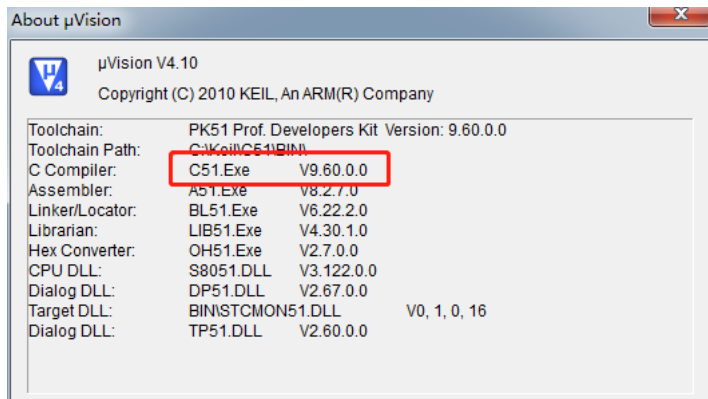 About µVision
x
µ
V4
µVision V4.10
Copyright (C) 2010 KEIL, An ARM(R) Company
Toolchain: PK51 Prof. Developers Kit Version: 9.60.0.0
Toolchain Path: C:\Keil\C51\BIN\
C Compiler: C51.Exe V9.60.0.0
Assembler: A51.Exe V8.2.7.0
Linker/Locator: BL51.Exe V6.22.2.0
Librarian: LIB51.Exe V4.30.1.0
Hex Converter: OH51.Exe V2.7.0.0
CPU DLL: S8051.DLL V3.122.0.0
Dialog DLL: DP51.DLL V2.67.0.0
Target DLL: BIN\STCMON51.DLL V0, 1, 0, 16
Dialog DLL: TP51.DLL V2.60.0.0